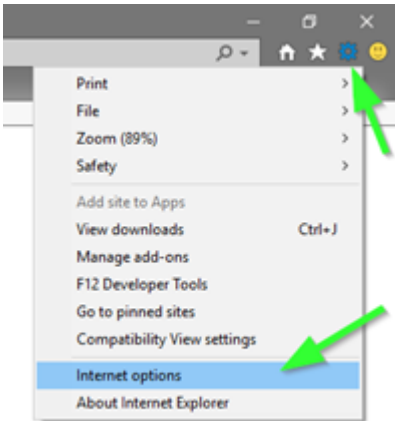 Print
File
Zoom (89%)
Safety
Add site to Apps
View downloads Ctrl+J
Manage add-ons
F12 Developer Tools
Go to pinned sites
Compatibility View settings
Internet options
About Internet Explorer